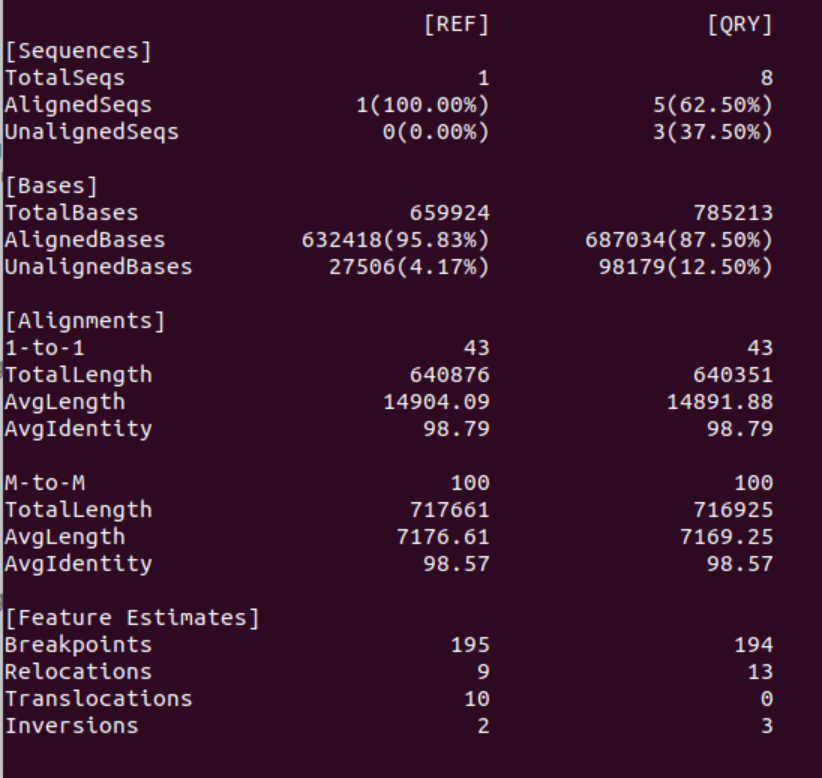 [REF] [QRY]
[Sequences]
TotalSeqs 1 8
AlignedSeqs 1(100.00%) 5(62.50%)
UnalignedSeqs 0(0.00%) 3(37.50%)
[Bases]
TotalBases 659924 785213
AlignedBases 632418(95.83%) 687034(87.50%)
UnalignedBases 27506(4.17%) 98179(12.50%)
[Alignments]
1-to-1 43 43
TotalLength 640876 640351
AvgLength 14904.09 14891.88
AvgIdentity 98.79 98.79
M-to-M 100 100
TotalLength 717661 716925
AvgLength 7176.61 7169.25
AvgIdentity 98.57 98.57
[Feature Estimates]
Breakpoints 195 194
Relocations 9 13
Translocations 10 0
Inversions 2 3